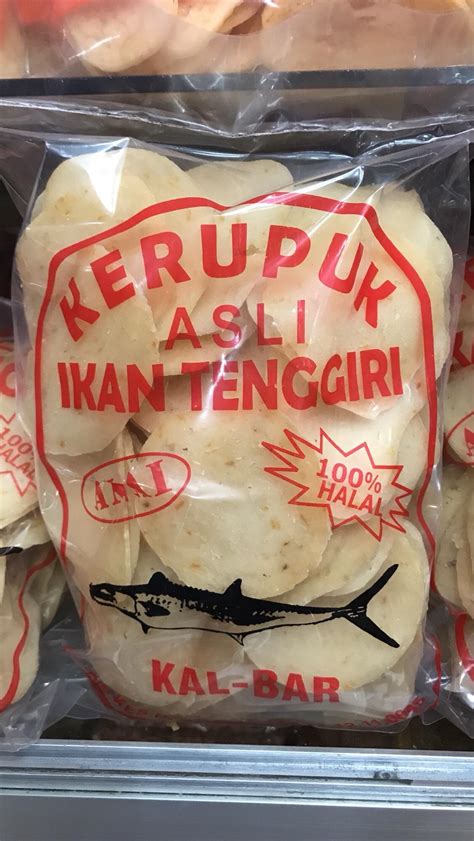 KERUPUK
ASLI
IKAN TENGGIRI
AMI
100%
HALAL
KAL-BAR